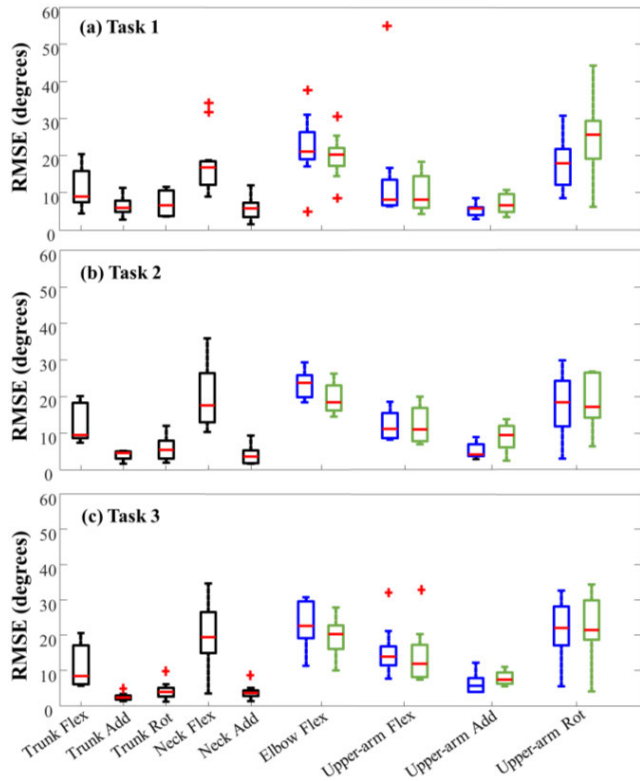 (a) Task 1
RMSE (degrees)
60
50
40
30
20
10
0
(b) Task 2
RMSE (degrees)
60
50
40
30
20
10
0
(c) Task 3
RMSE (degrees)
60
50
40
30
20
10
0
Trunk Flex
Trunk Add
Trunk Rot
Neck Flex
Neck Add
Elbow Flex
Upper-arm Flex
Upper-arm Add
Upper-arm Rot